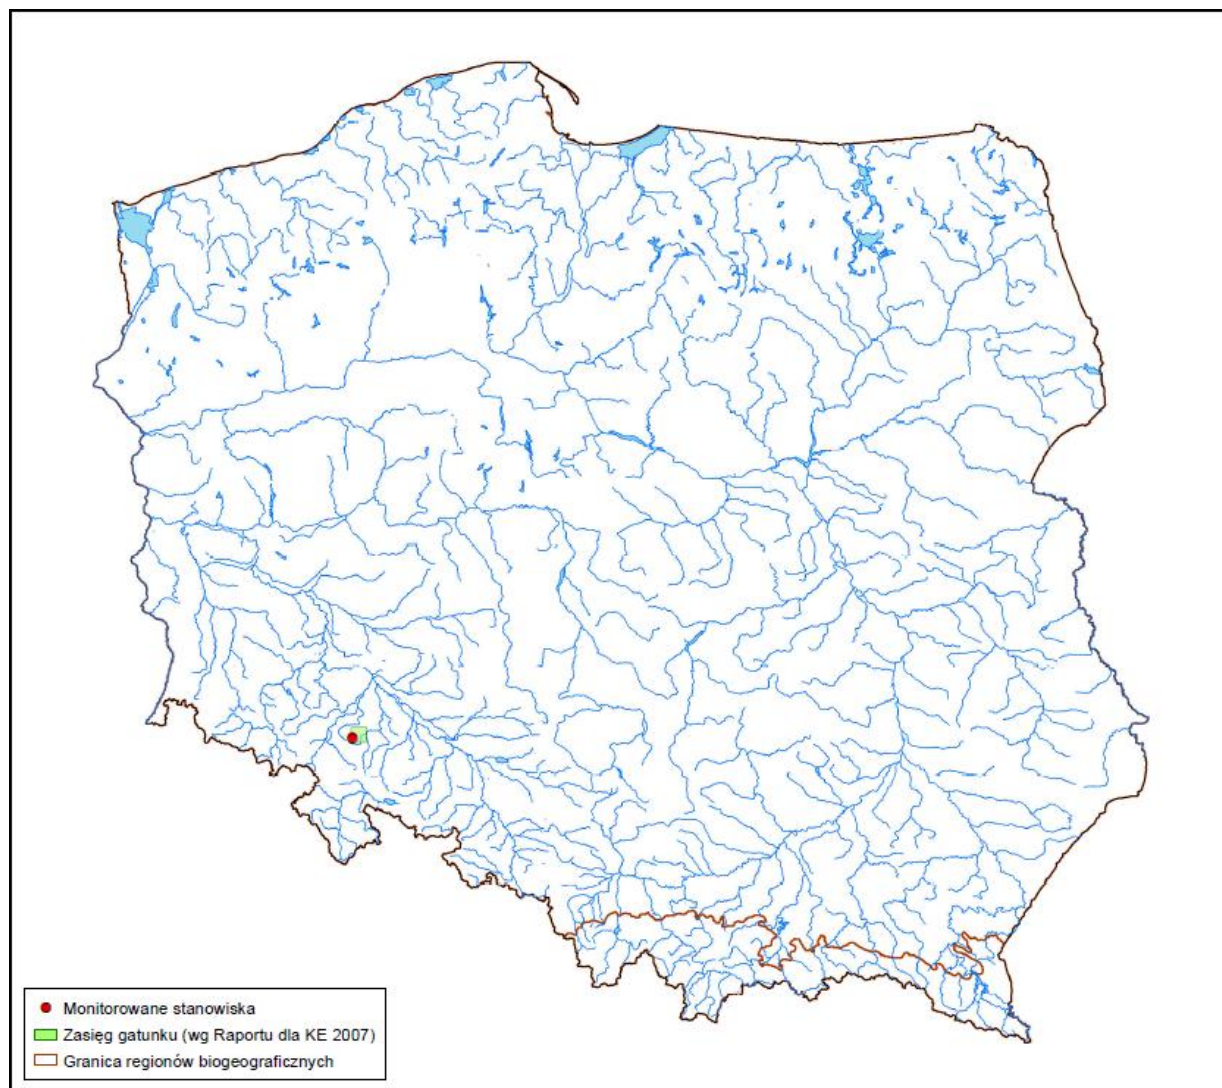 Monitorowane stanowiska
Zasięg gatunku (wg Raportu dla KE 2007)
Granica regionów biogeograficznych